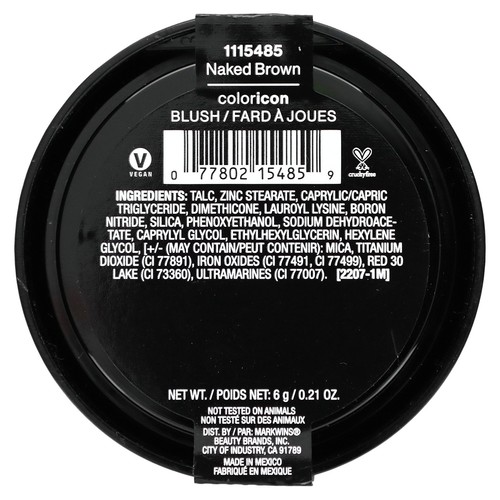 1115485
Naked Brown
coloricon
BLUSH / FARD À JOUES
V
VEGAN
crueltyfree
0 77802 15485 9
INGREDIENTS: TALC, ZINC STEARATE, CAPRYLIC/CAPRIC
TRIGLYCERIDE, DIMETHICONE, LAUROYL LYSINE, BORON
NITRIDE, SILICA, PHENOXYETHANOL, SODIUM DEHYDROACE-
TATE, CAPRYLYL GLYCOL, ETHYLHEXYLGLYCERIN, HEXYLENE
GLYCOL, [+/- (MAY CONTAIN/PEUT CONTENIR): MICA, TITANIUM
DIOXIDE (CI 77891), IRON OXIDES (CI 77491, CI 77499), RED 30
LAKE (CI 73360), ULTRAMARINES (CI 77007). [2207-1M]
NET WT. / POIDS NET: 6 g / 0.21 OZ.
NOT TESTED ON ANIMALS
NON TESTÉ SUR DES ANIMAUX
DIST. BY / PAR: MARKWINS®
BEAUTY BRANDS, INC.
CITY OF INDUSTRY, CA 91789
MADE IN MEXICO
FABRIQUÉ EN MEXIQUE